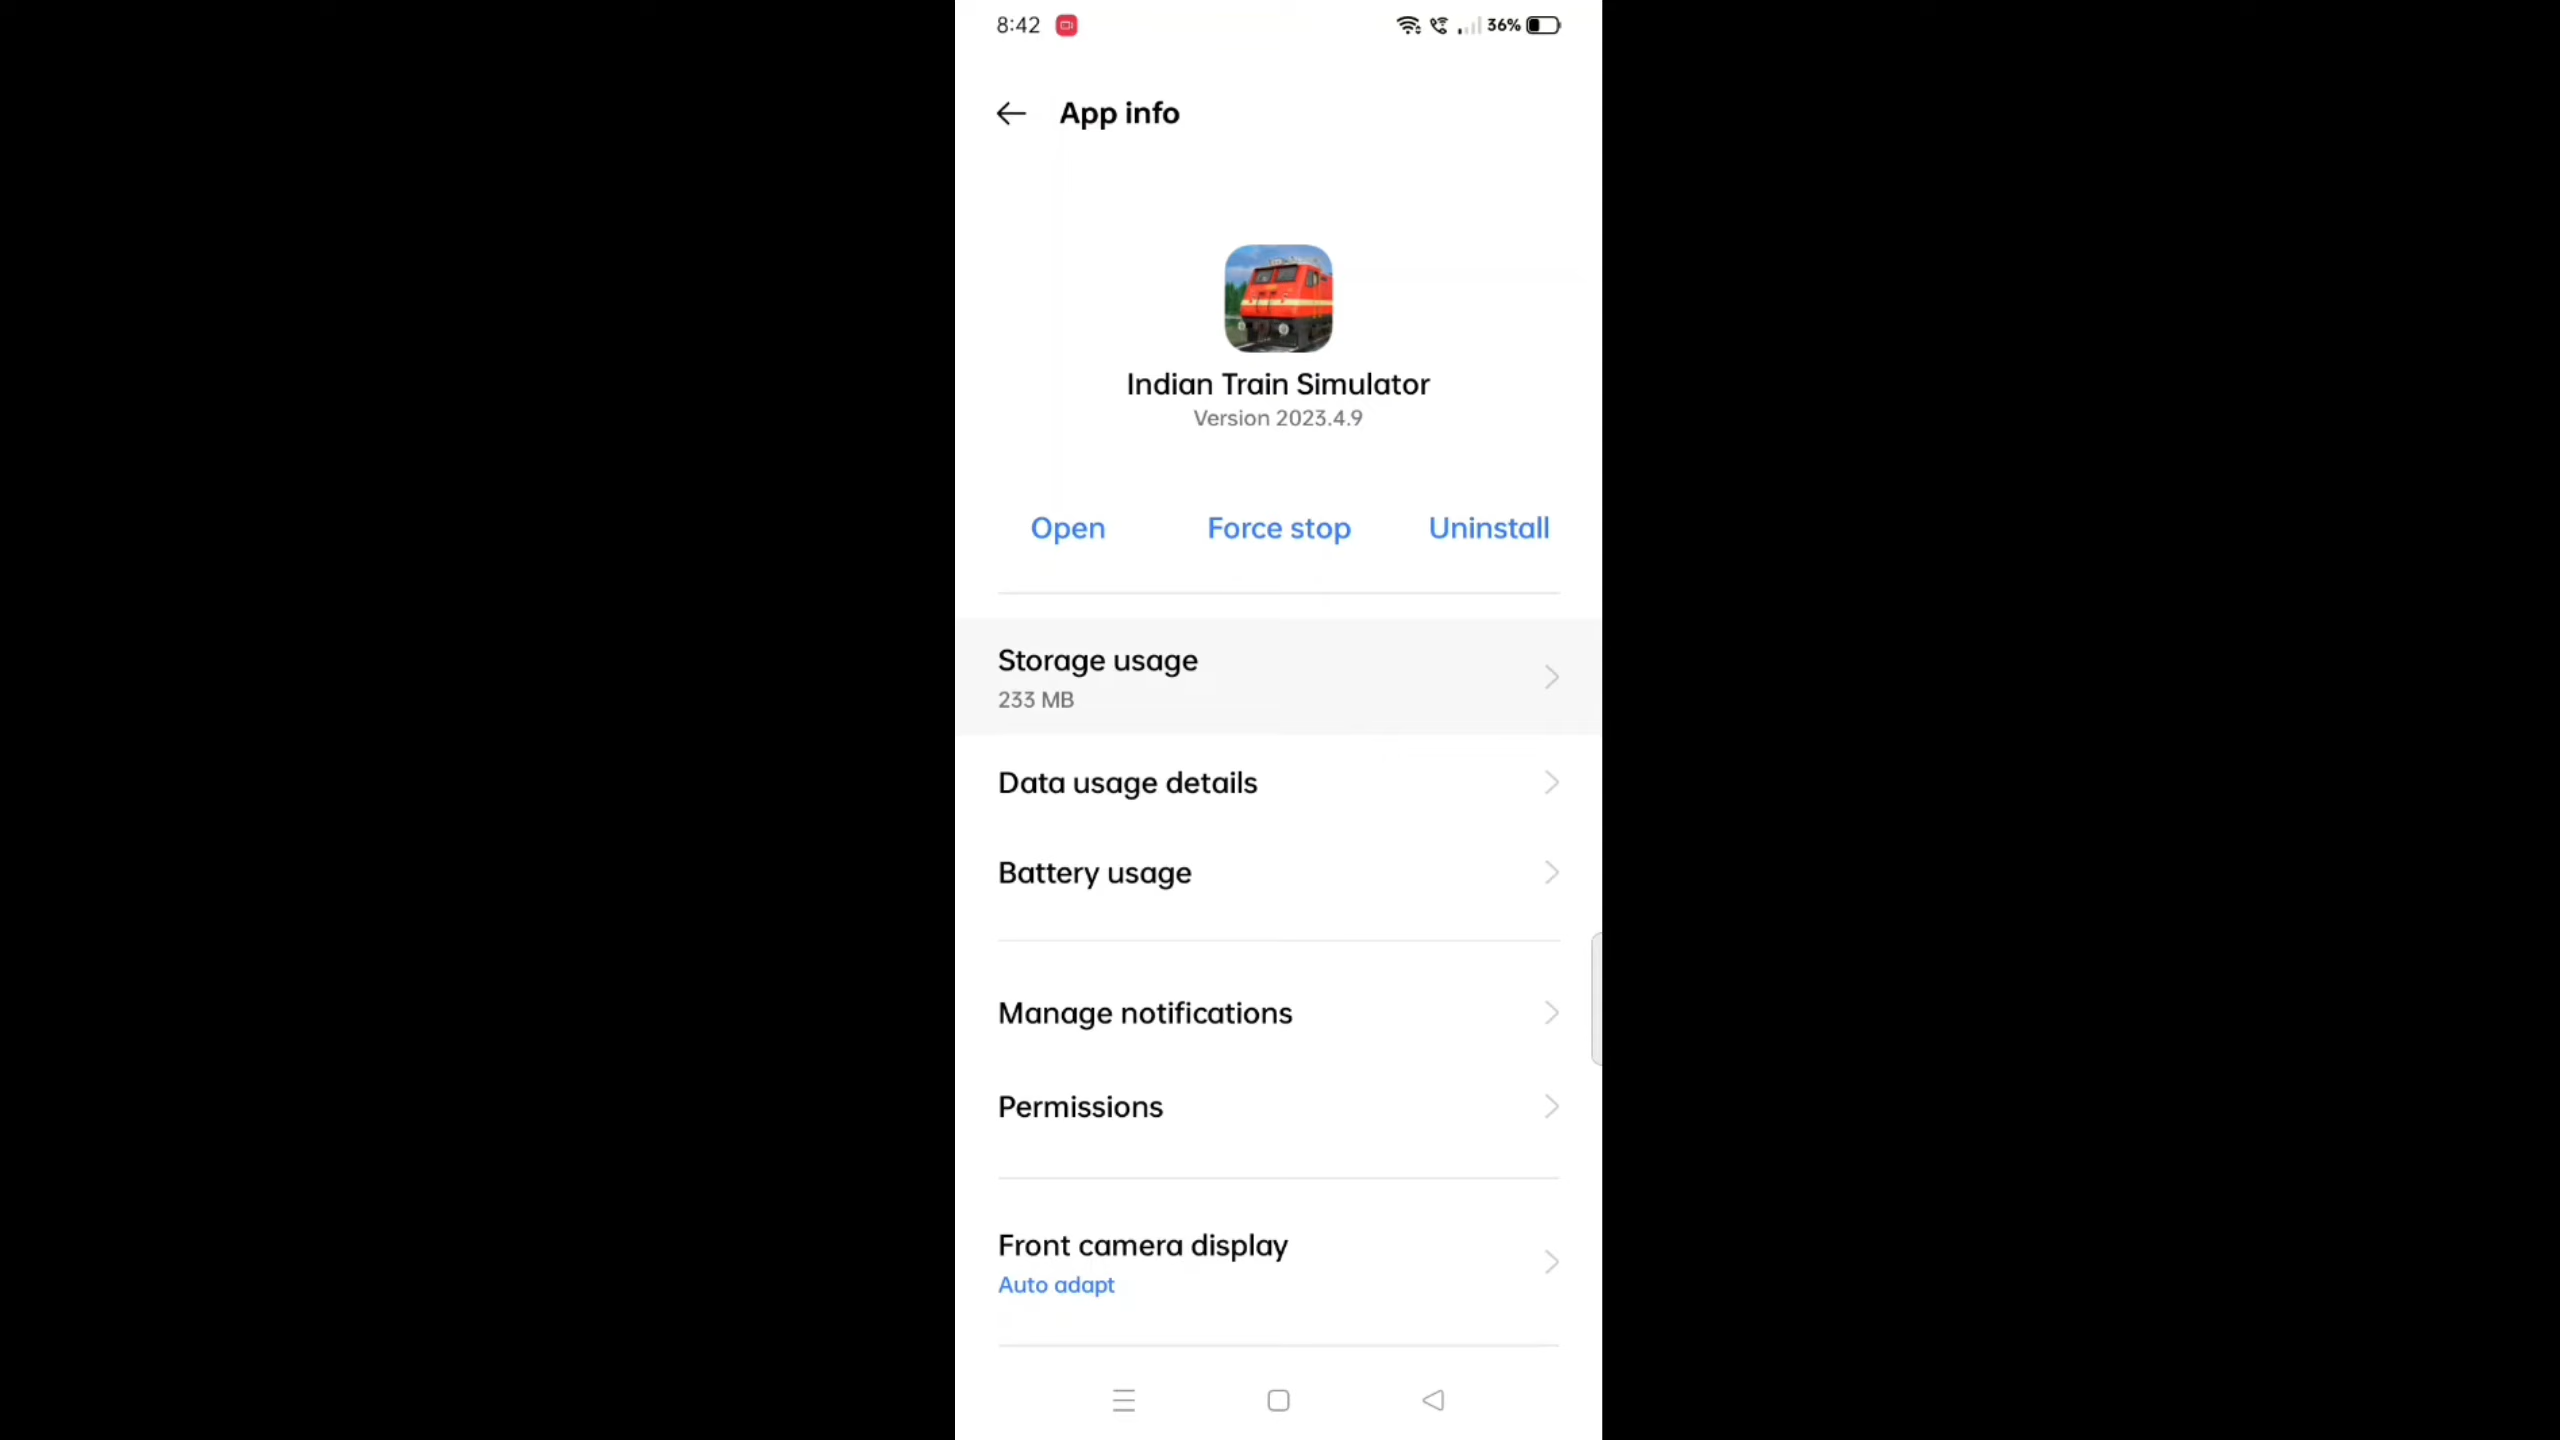 8:42
36%
App info
Indian Train Simulator
Version 2023.4.9
Open Force stop Uninstall
Storage usage
233 MB
Data usage details
Battery usage
Manage notifications
Permissions
Front camera display
Auto adapt